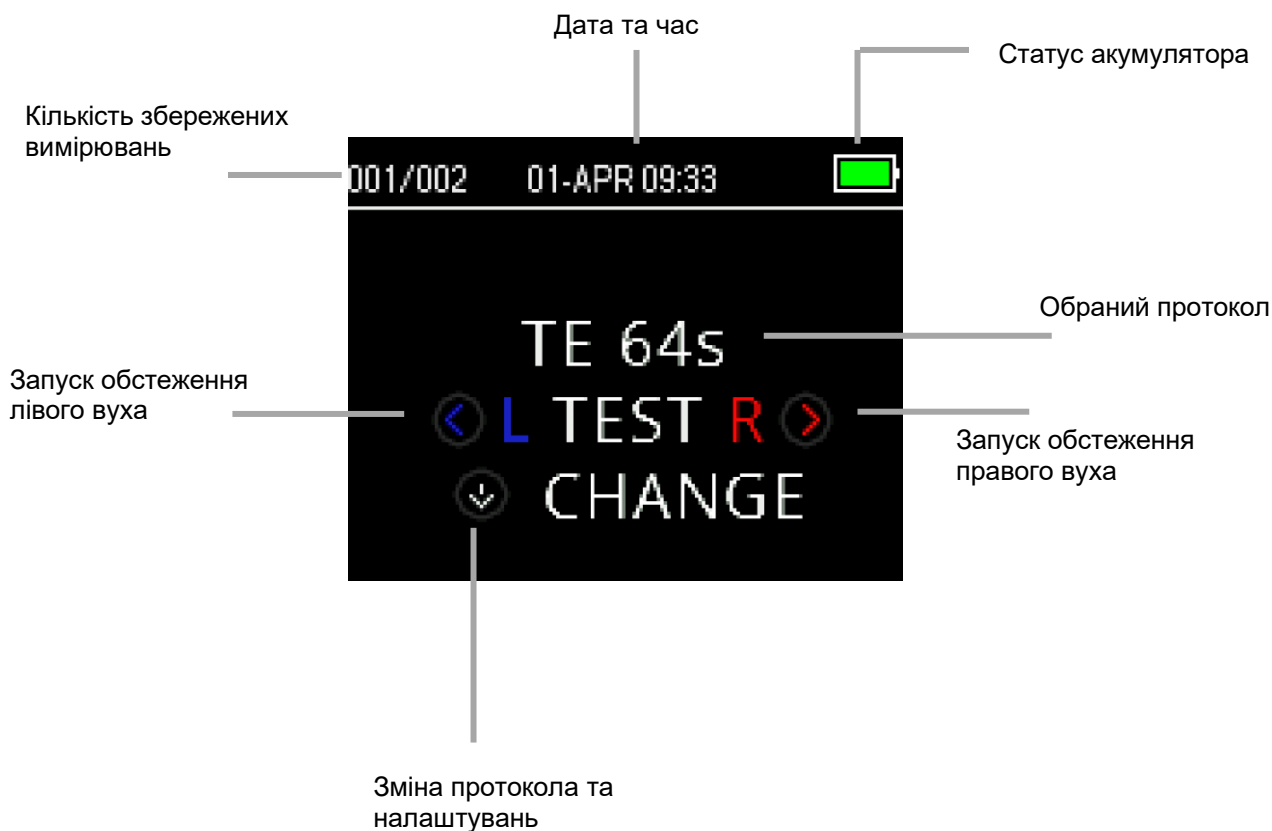 Дата та час
Статус акумулятора
Кількість збережених
вимірювань
001/002 01-APR 09:33
Обраний протокол
TE 64s
Запуск обстеження
лівого вуха
L TEST R
Запуск обстеження
правого вуха
CHANGE
Зміна протокола та
налаштувань